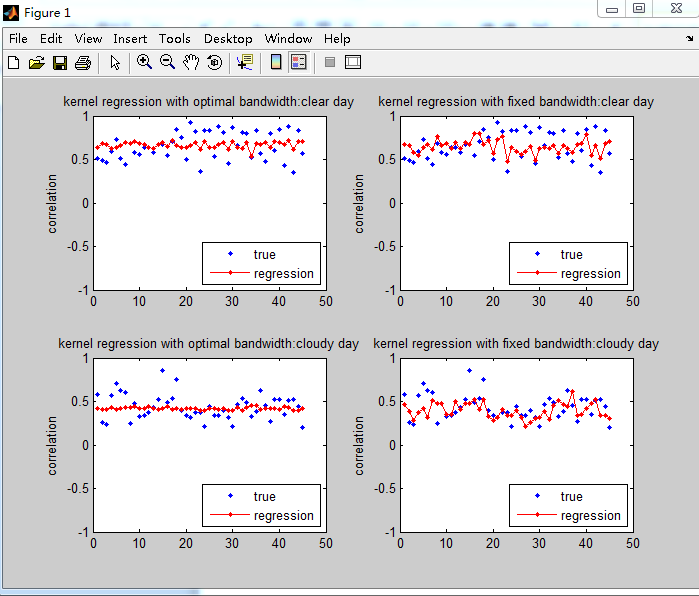 Figure 1
File Edit View Insert Tools Desktop Window Help
kernel regression with optimal bandwidth:clear day
1
0.5
0
-0.5
-1
correlation
true
regression
0 10 20 30 40 50
kernel regression with fixed bandwidth:clear day
1
0.5
0
-0.5
-1
correlation
true
regression
0 10 20 30 40 50
kernel regression with optimal bandwidth:cloudy day
1
0.5
0
-0.5
-1
correlation
true
regression
0 10 20 30 40 50
kernel regression with fixed bandwidth:cloudy day
1
0.5
0
-0.5
-1
correlation
true
regression
0 10 20 30 40 50